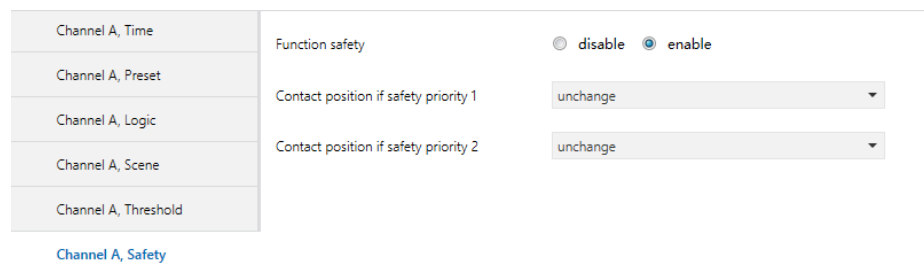 Channel A, Time
Channel A, Preset
Channel A, Logic
Channel A, Scene
Channel A, Threshold
Channel A, Safety
Function safety disable enable
Contact position if safety priority 1 unchange
Contact position if safety priority 2 unchange